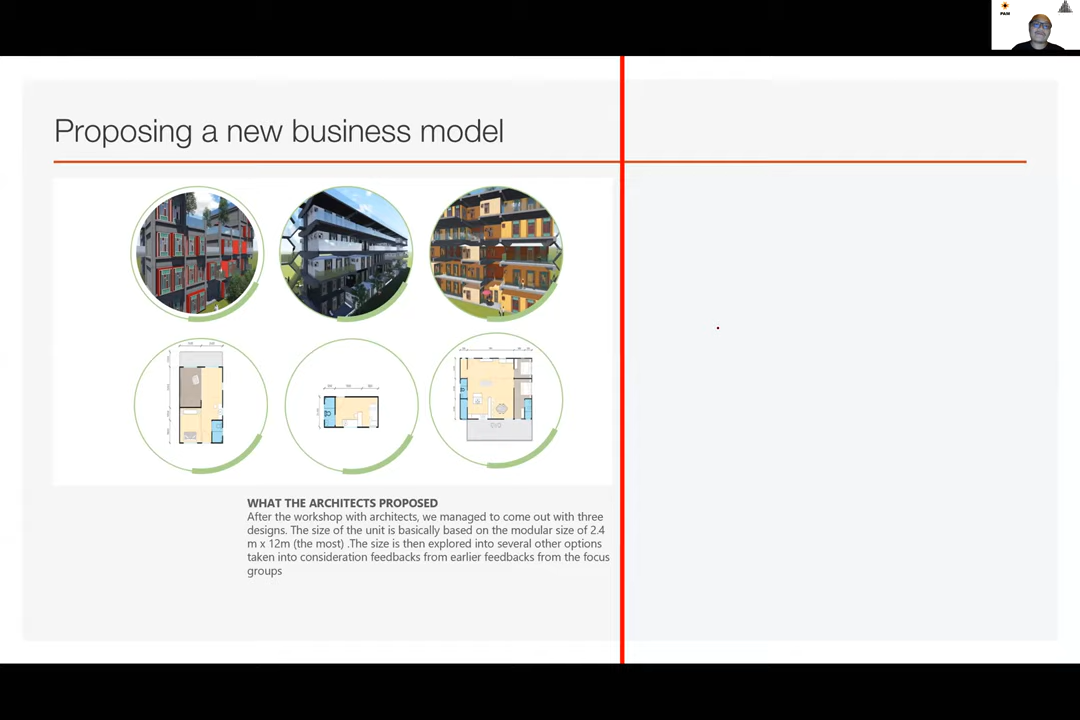 PAM
Proposing a new business model
WHAT THE ARCHITECTS PROPOSED
After the workshop with architects, we managed to come out with three
designs. The size of the unit is basically based on the modular size of 2.4
m x 12m (the most) .The size is then explored into several other options
taken into consideration feedbacks from earlier feedbacks from the focus
groups